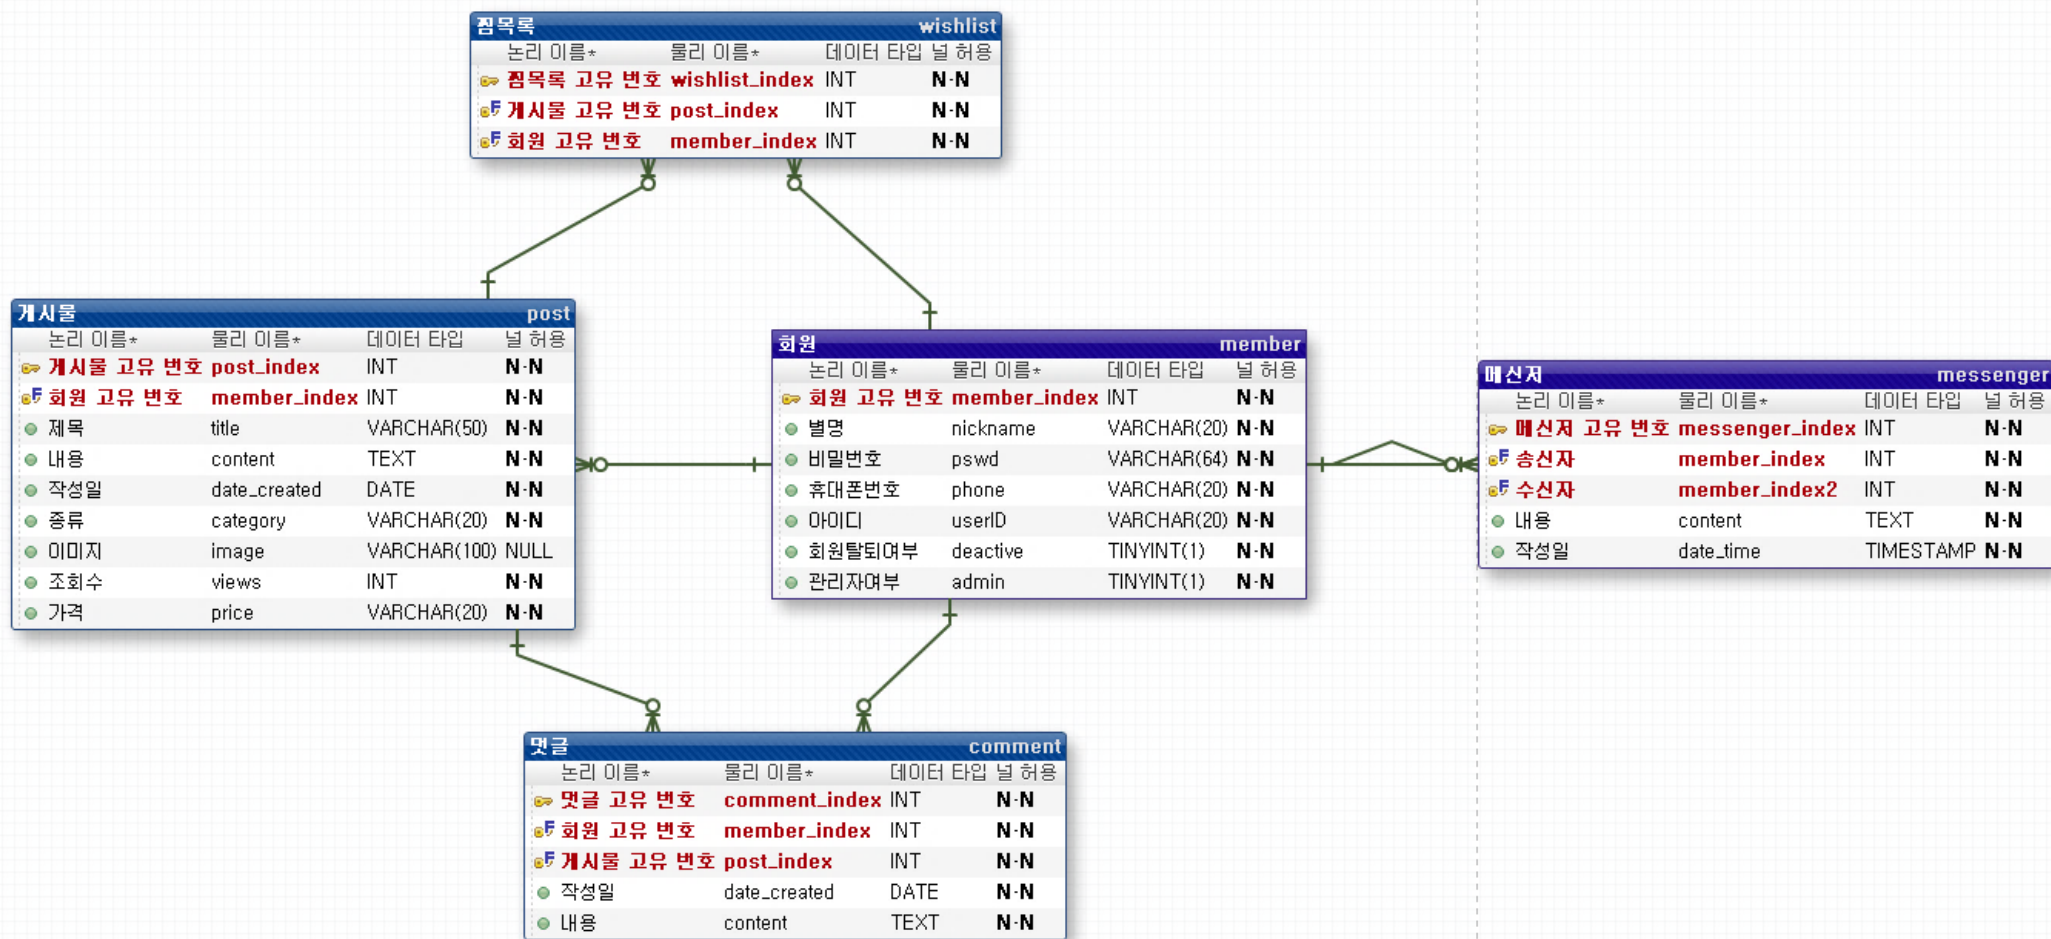 찜목록 wishlist
논리 이름* 물리 이름* 데이터 타입 널 허용
찜목록 고유 번호 wishlist_index INT N-N
게시물 고유 번호 post_index INT N-N
회원 고유 번호 member_index INT N-N
게시물 post
논리 이름* 물리 이름* 데이터 타입 널 허용
게시물 고유 번호 post_index INT N-N
회원 고유 번호 member_index INT N-N
제목 title VARCHAR(50) N-N
내용 content TEXT N-N
작성일 date_created DATE N-N
종류 category VARCHAR(20) N-N
이미지 image VARCHAR(100) NULL
조회수 views INT N-N
가격 price VARCHAR(20) N-N
회원 member
논리 이름* 물리 이름* 데이터 타입 널 허용
회원 고유 번호 member_index INT N-N
별명 nickname VARCHAR(20) N-N
비밀번호 pswd VARCHAR(64) N-N
휴대폰번호 phone VARCHAR(20) N-N
아이디 userID VARCHAR(20) N-N
회원탈퇴여부 deactive TINYINT(1) N-N
관리자여부 admin TINYINT(1) N-N
메신저 messenger
논리 이름* 물리 이름* 데이터 타입 널 허용
메신저 고유 번호 messenger_index INT N-N
송신자 member_index INT N-N
수신자 member_index2 INT N-N
내용 content TEXT N-N
작성일 date_time TIMESTAMP N-N
댓글 comment
논리 이름* 물리 이름* 데이터 타입 널 허용
댓글 고유 번호 comment_index INT N-N
회원 고유 번호 member_index INT N-N
게시물 고유 번호 post_index INT N-N
작성일 date_created DATE N-N
내용 content TEXT N-N